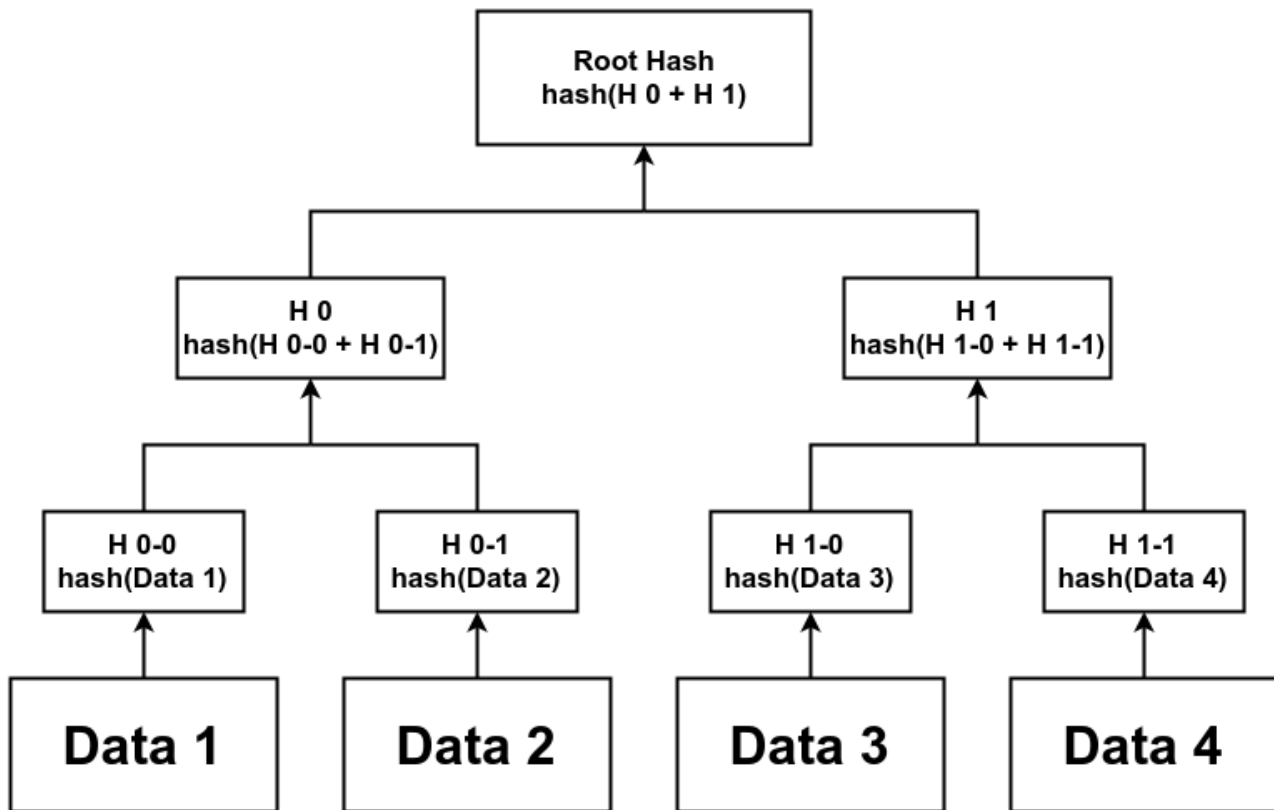 Root Hash
hash(H 0 + H 1)
H 0
hash(H 0-0 + H 0-1)
H 1
hash(H 1-0 + H 1-1)
H 0-0
hash(Data 1)
H 0-1
hash(Data 2)
H 1-0
hash(Data 3)
H 1-1
hash(Data 4)
Data 1
Data 2
Data 3
Data 4